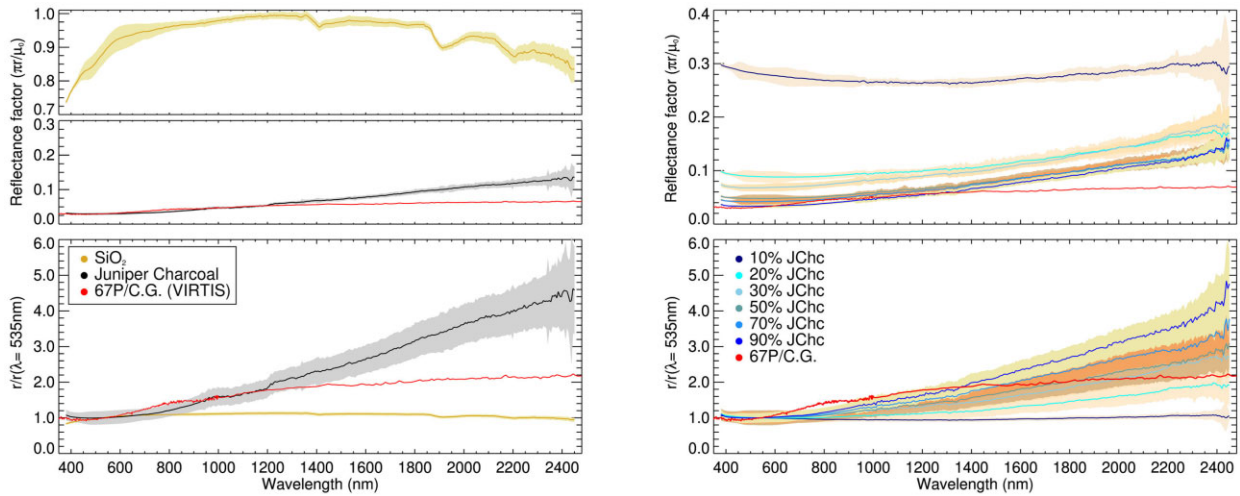 Reflectance factor (πr/μ₀)
1.0
0.9
0.8
0.7
Reflectance factor (πr/μ₀)
0.3
0.2
0.1
0.0
r/r(λ= 535nm)
6.0
5.0
4.0
3.0
2.0
1.0
0.0
SiO₂
Juniper Charcoal
67P/C.G. (VIRTIS)
400 600 800 1000 1200 1400 1600 1800 2000 2200 2400
Wavelength (nm)
Reflectance factor (πr/μ₀)
0.4
0.3
0.2
0.1
0.0
r/r(λ= 535nm)
6.0
5.0
4.0
3.0
2.0
1.0
0.0
10% JChc
20% JChc
30% JChc
50% JChc
70% JChc
90% JChc
67P/C.G.
400 600 800 1000 1200 1400 1600 1800 2000 2200 2400
Wavelength (nm)